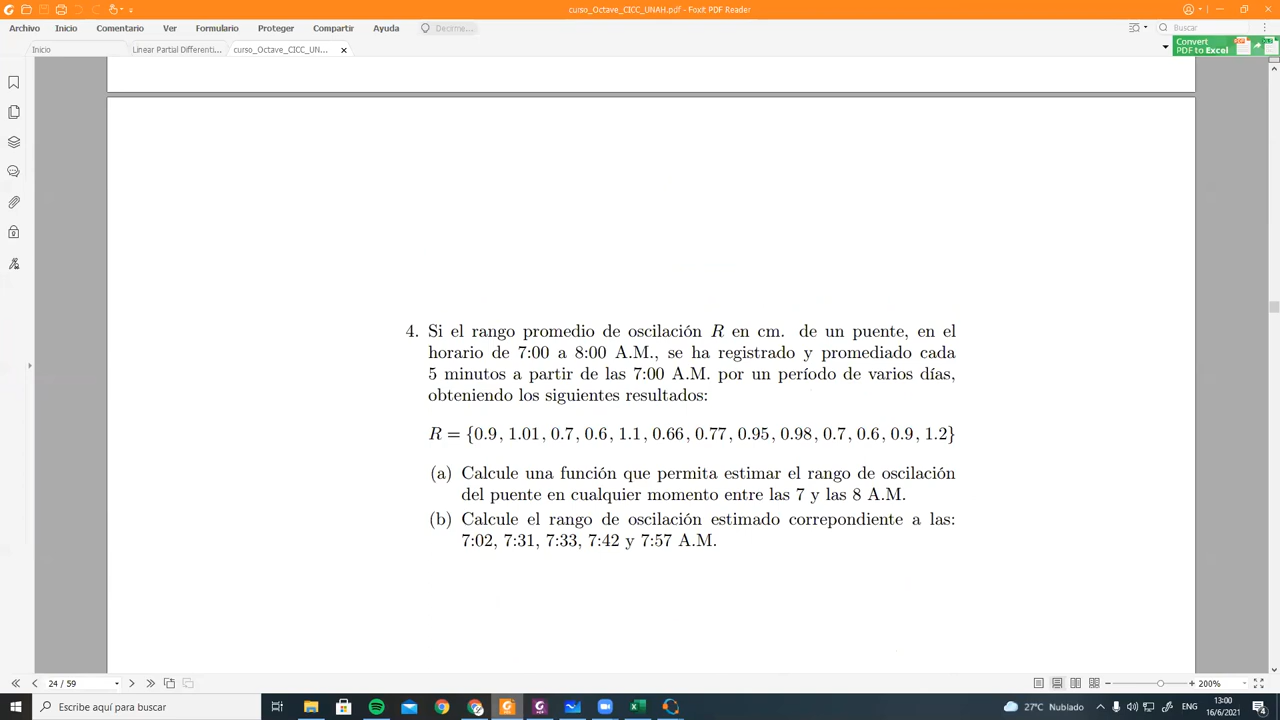 curso_Octave_CICC_UNAH.pdf - Foxit PDF Reader
Archivo Inicio Comentario Ver Formulario Proteger Compartir Ayuda Decirme... Buscar
Inicio Linear Partial Differenti... curso_Octave_CICC_UN...
Convert
PDF to Excel
4. Si el rango promedio de oscilación R en cm. de un puente, en el
horario de 7:00 a 8:00 A.M., se ha registrado y promediado cada
5 minutos a partir de las 7:00 A.M. por un período de varios días,
obteniendo los siguientes resultados:
R = {0.9, 1.01, 0.7, 0.6, 1.1, 0.66, 0.77, 0.95, 0.98, 0.7, 0.6, 0.9, 1.2}
(a) Calcule una función que permita estimar el rango de oscilación
del puente en cualquier momento entre las 7 y las 8 A.M.
(b) Calcule el rango de oscilación estimado correpondiente a las:
7:02, 7:31, 7:33, 7:42 y 7:57 A.M.
24 / 59 200%
Escribe aquí para buscar 27°C Nublado ENG 13:00
16/6/2021